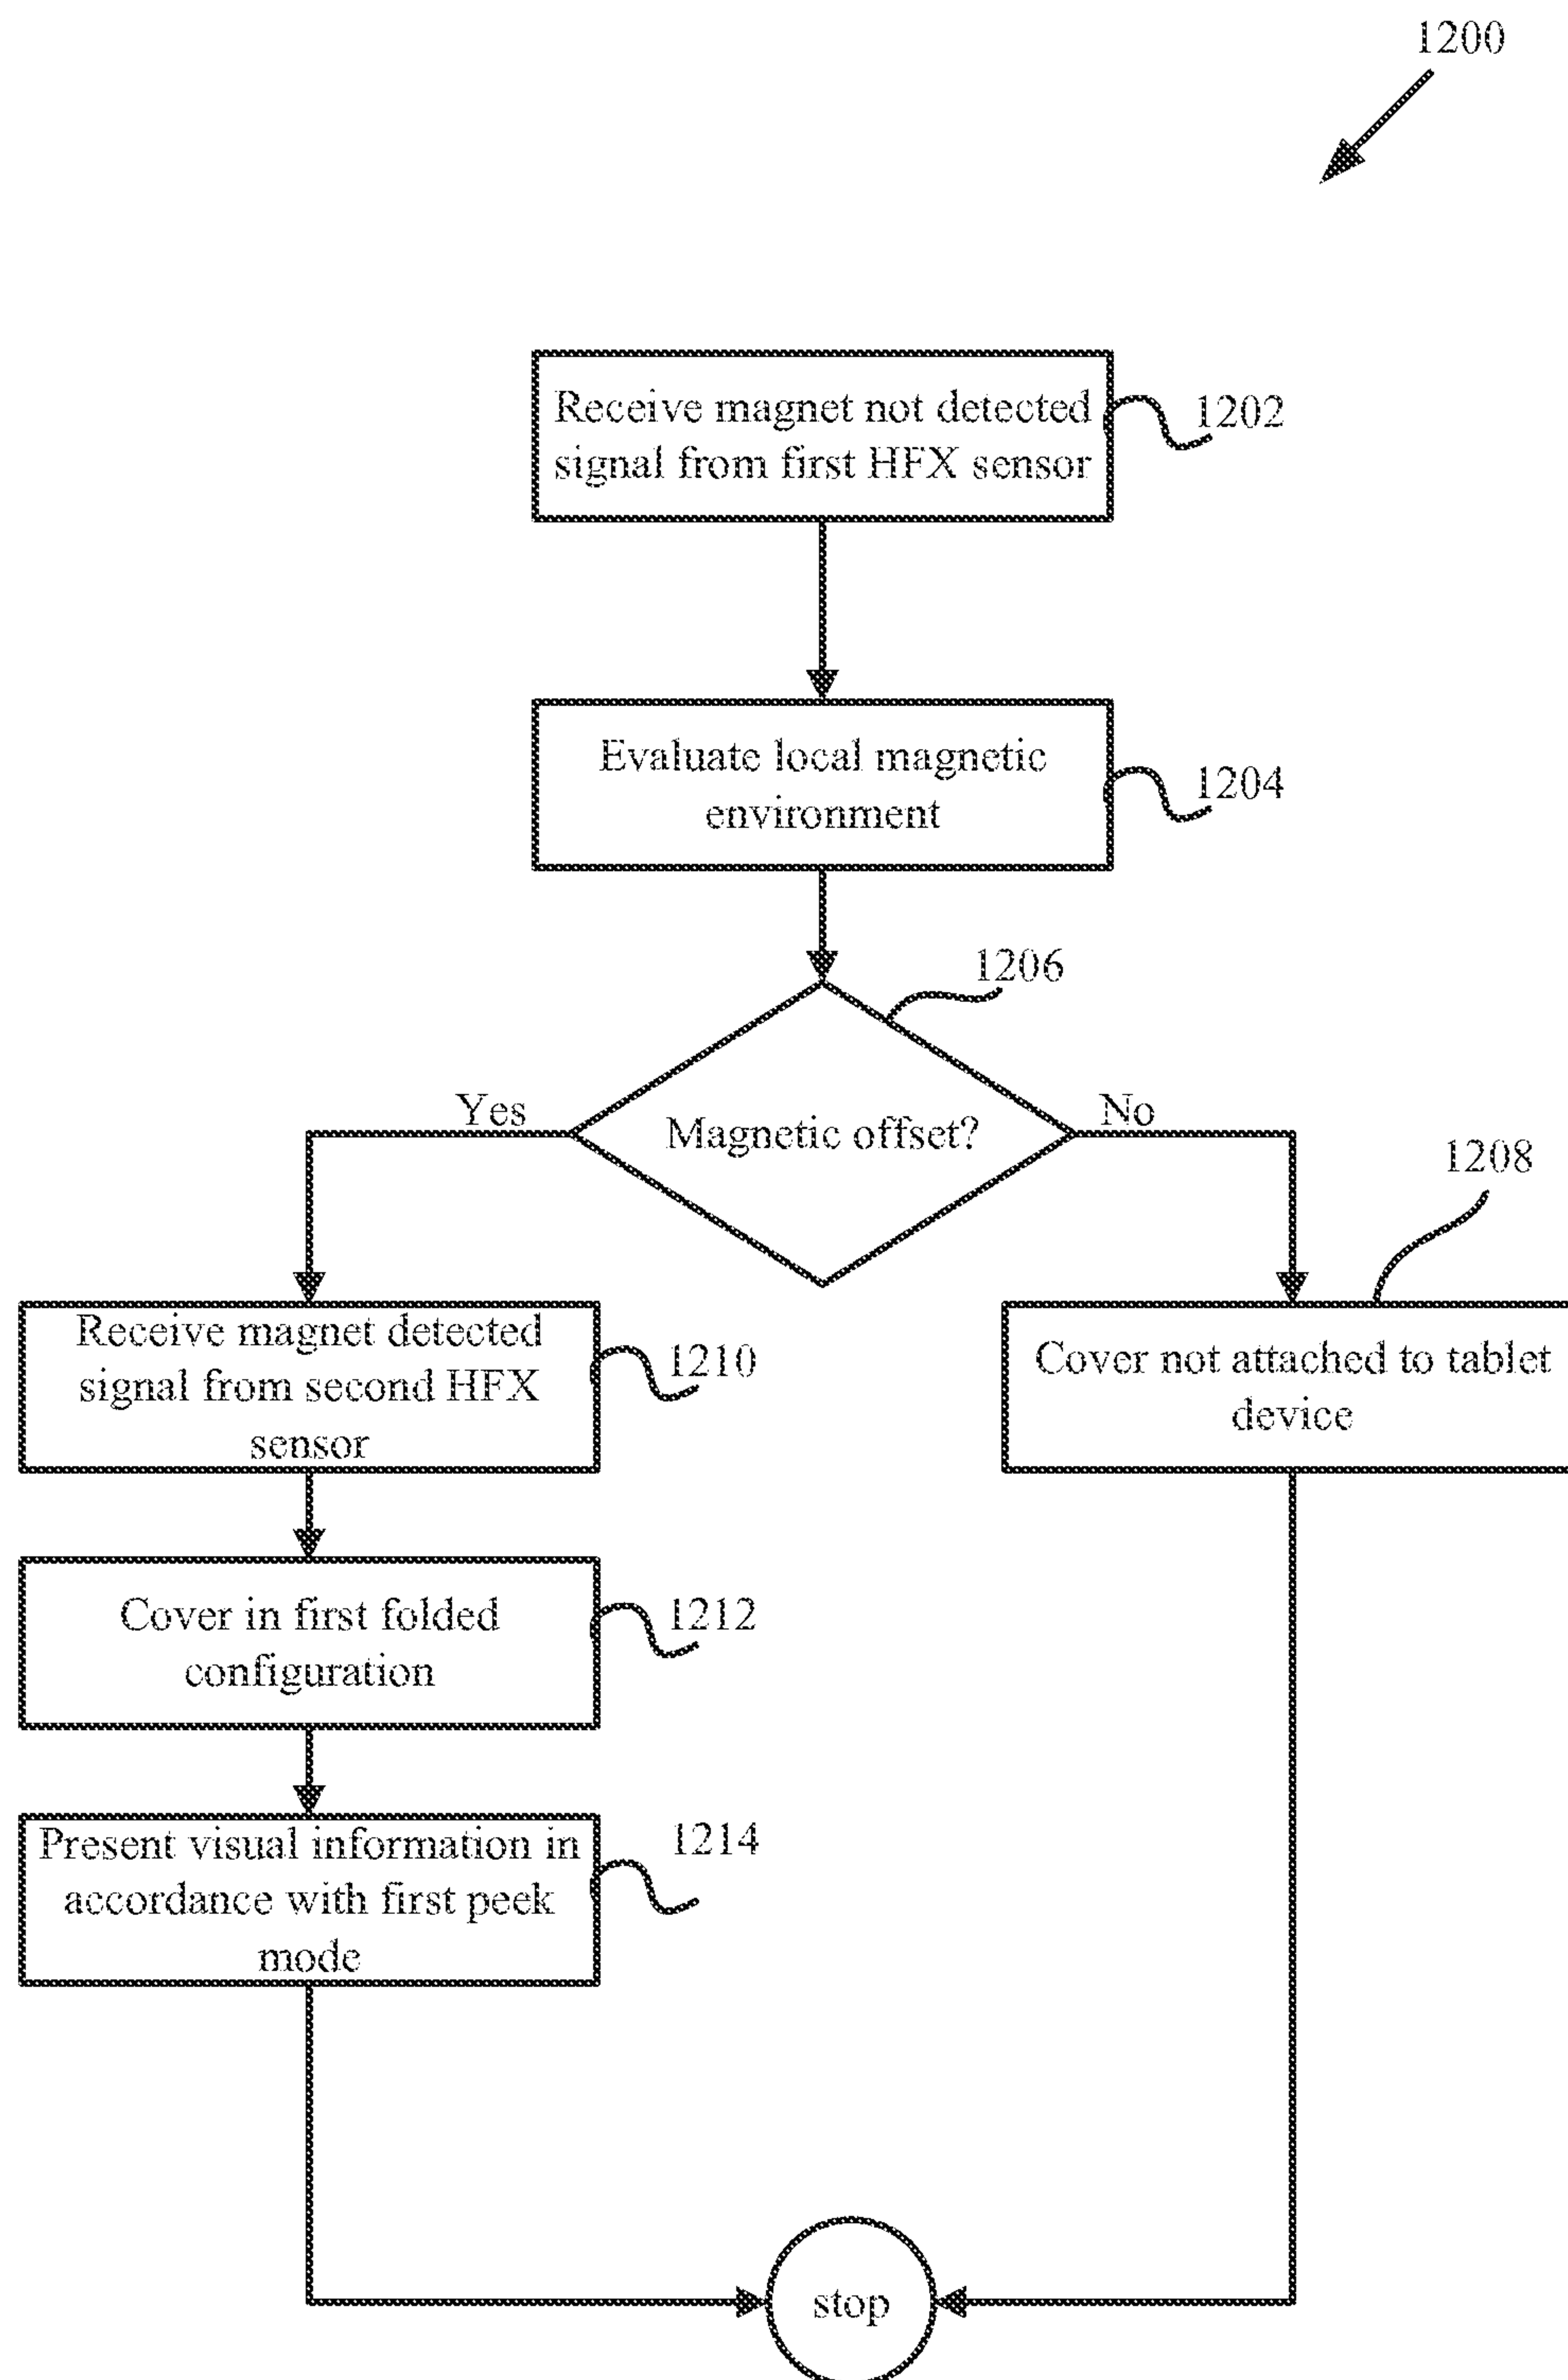 1200
Receive magnet not detected
signal from first HFX sensor
1202
Evaluate local magnetic
environment
1204
1206
Magnetic offset?
Yes
No
1208
Receive magnet detected
signal from second HFX
sensor
1210
Cover not attached to tablet
device
Cover in first folded
configuration
1212
Present visual information in
accordance with first peek
mode
1214
stop